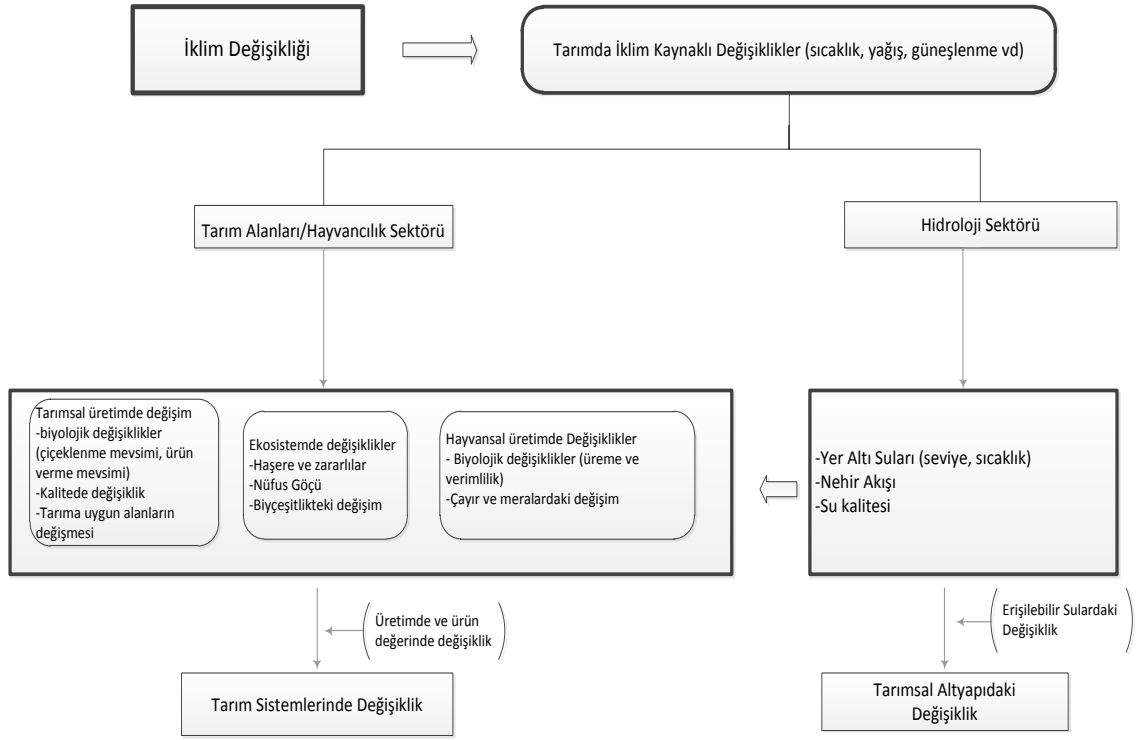 İklim Değişikliği
Tarımda İklim Kaynaklı Değişiklikler (sıcaklık, yağış, güneşlenme vd)
Tarım Alanları/Hayvancılık Sektörü
Hidroloji Sektörü
Tarımsal üretimde değişim
-biyolojik değişiklikler
(çiçeklenme mevsimi, ürün
verme mevsimi)
-Kalitede değişiklik
-Tarıma uygun alanların
değişmesi
Ekosistemde değişiklikler
-Haşere ve zararlılar
-Nüfus Göçü
-Biyçeşitlikteki değişim
Hayvansal üretimde Değişiklikler
- Biyolojik değişiklikler (üreme ve
verimlilik)
-Çayır ve meralardaki değişim
-Yer Altı Suları (seviye, sıcaklık)
-Nehir Akışı
-Su kalitesi
Üretimde ve ürün
değerinde değişiklik
Erişilebilir Sulardaki
Değişiklik
Tarım Sistemlerinde Değişiklik
Tarımsal Altyapıdaki
Değişiklik